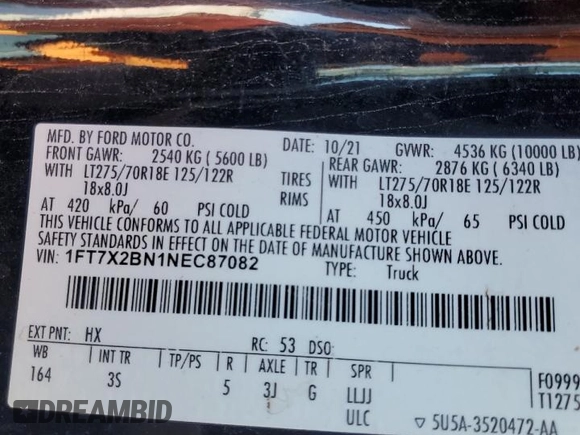 MFD. BY FORD MOTOR CO.
DATE: 10/21 GVWR: 4536 KG (10000 LB)
FRONT GAWR: 2540 KG ( 5600 LB)
REAR GAWR: 2876 KG ( 6340 LB)
WITH LT275/70R18E 125/122R TIRES WITH LT275/70R18E 125/122R
18x8.0J RIMS 18x8.0J
AT 420 kPa/ 60 PSI COLD AT 450 kPa/ 65 PSI COLD
THIS VEHICLE CONFORMS TO ALL APPLICABLE FEDERAL MOTOR VEHICLE
SAFETY STANDARDS IN EFFECT ON THE DATE OF MANUFACTURE SHOWN ABOVE.
VIN: 1FT7X2BN1NEC87082 TYPE: Truck
EXT PNT: HX RC: 53 DSO:
WB INT TR TP/PS R AXLE TR SPR
164 3S 5 3J G LLJJ
ULC
F0999
T1275
▽ 5U5A-3520472-AA
DREAMBID